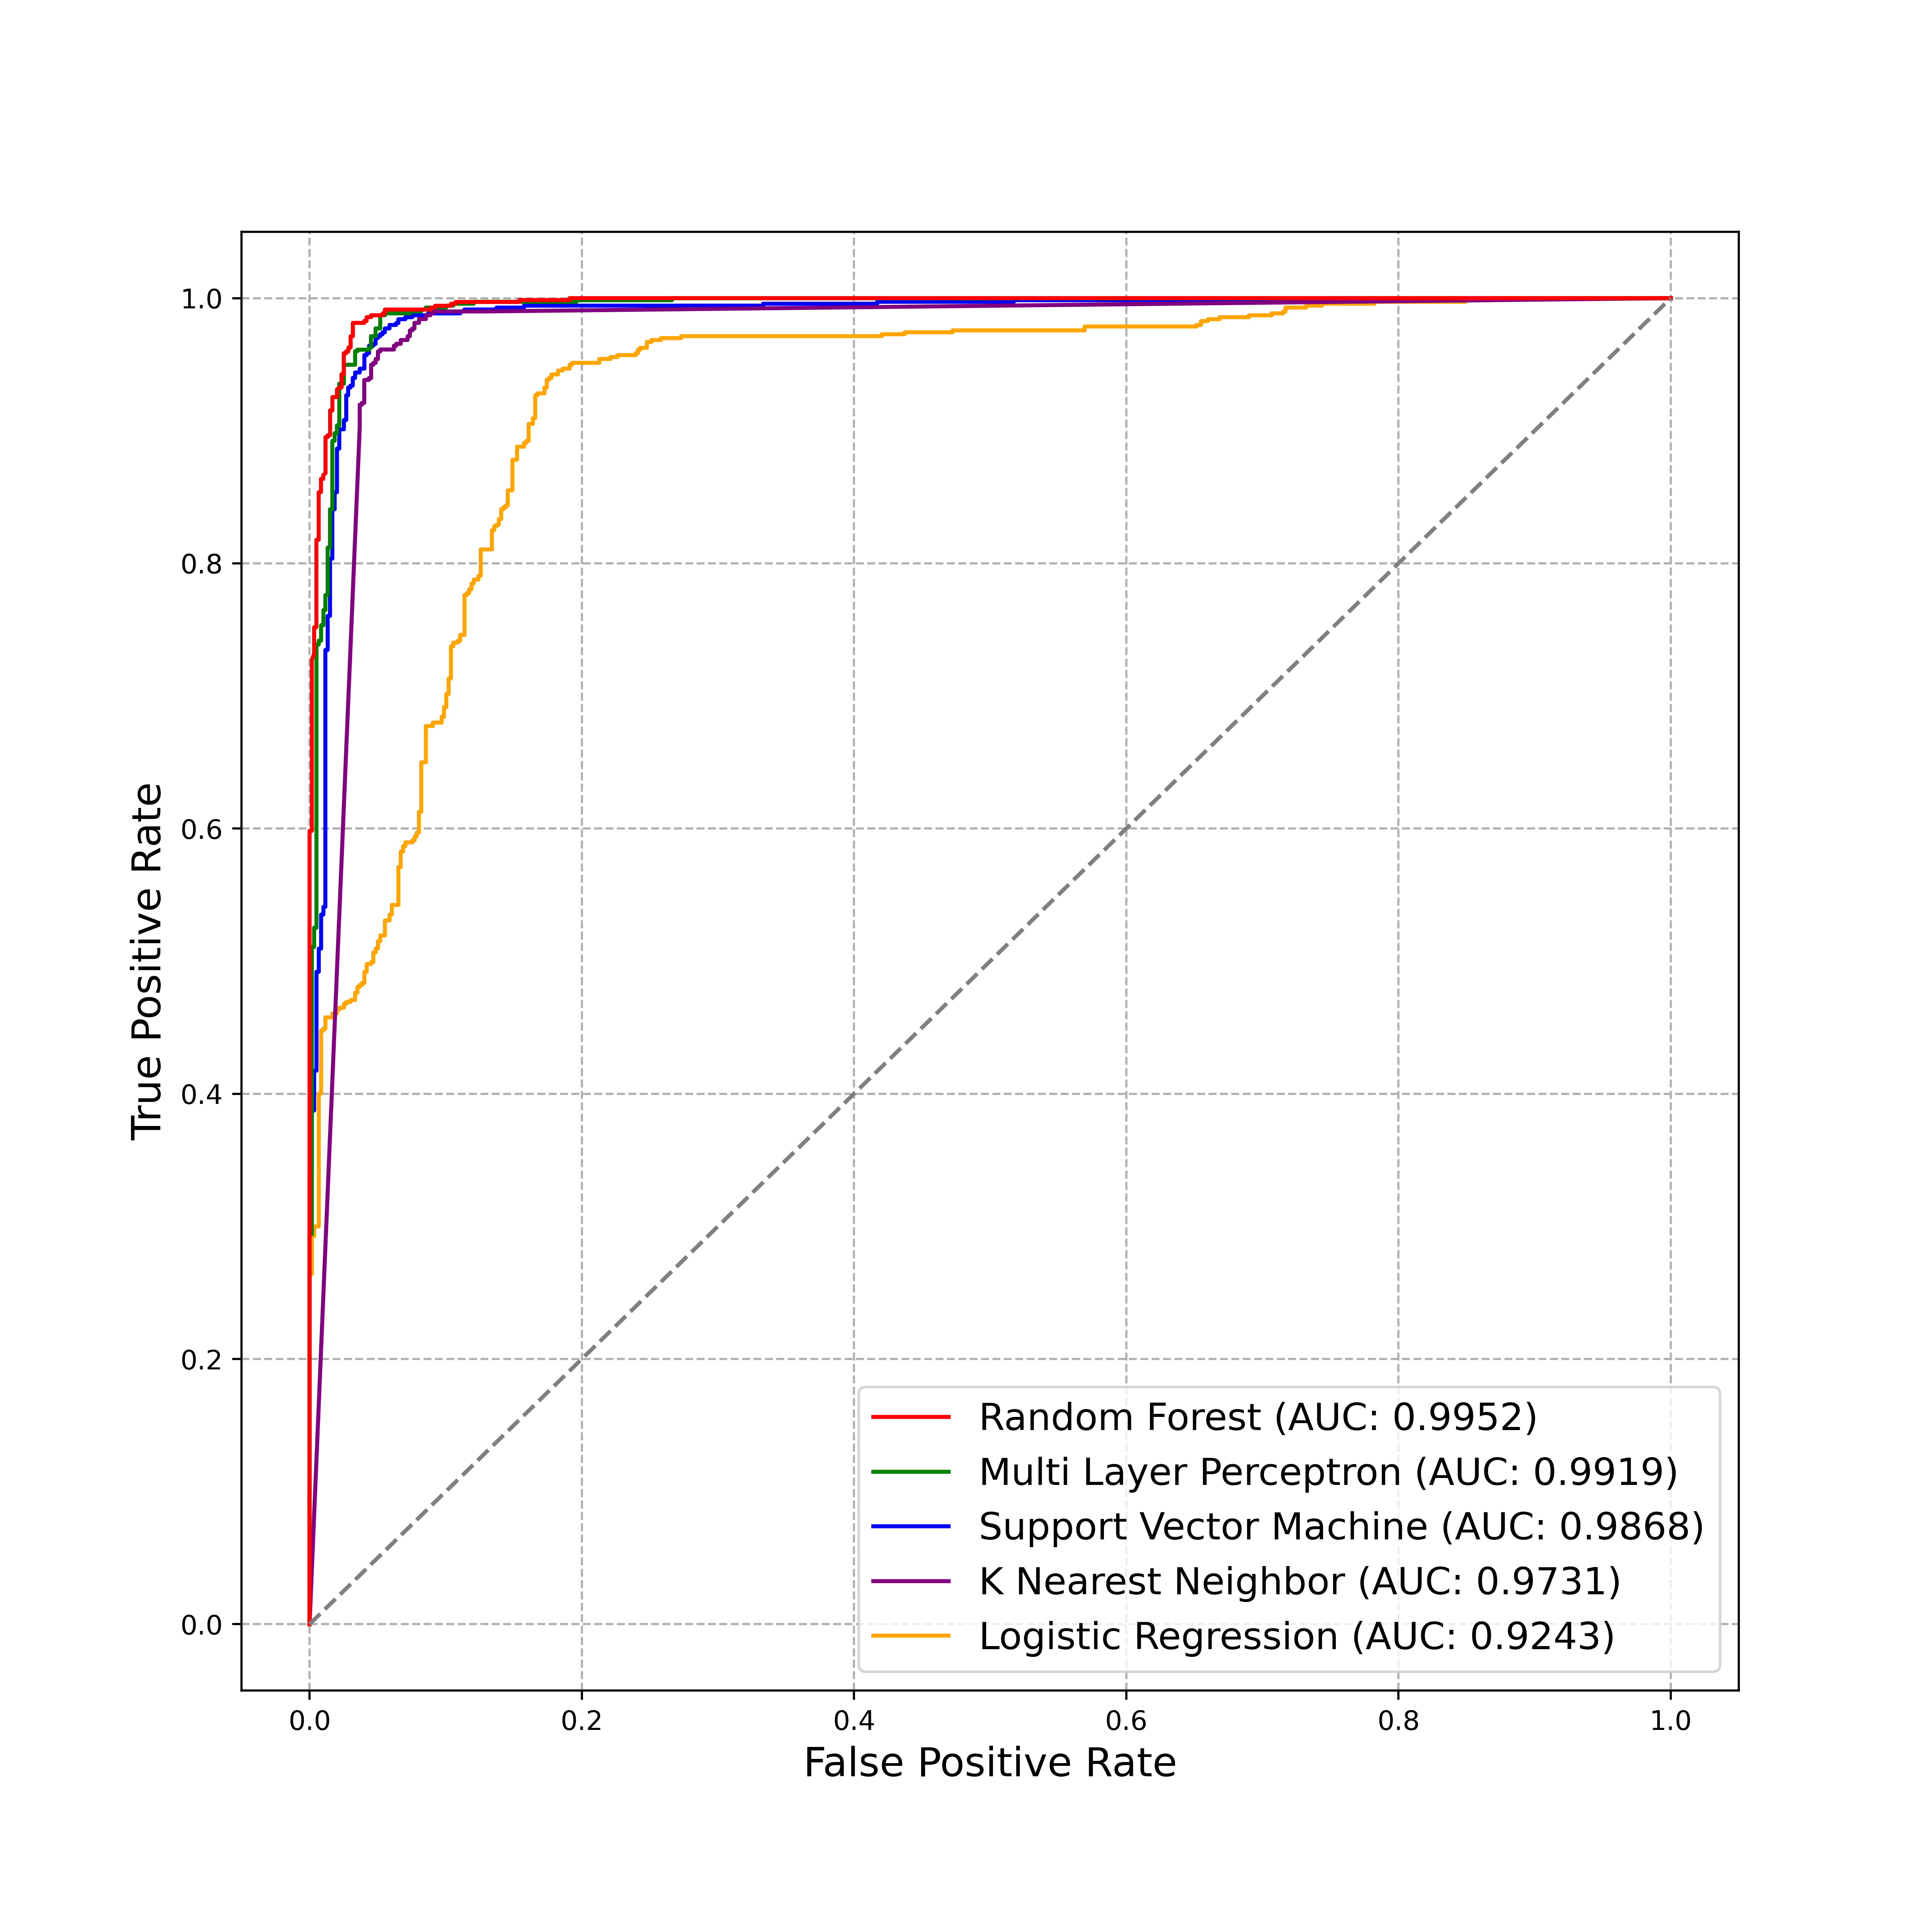 1.0
0.8
0.6
0.4
0.2
0.0
True Positive Rate
Random Forest (AUC: 0.9952)
Multi Layer Perceptron (AUC: 0.9919)
Support Vector Machine (AUC: 0.9868)
K Nearest Neighbor (AUC: 0.9731)
Logistic Regression (AUC: 0.9243)
0.0 0.2 0.4 0.6 0.8 1.0
False Positive Rate